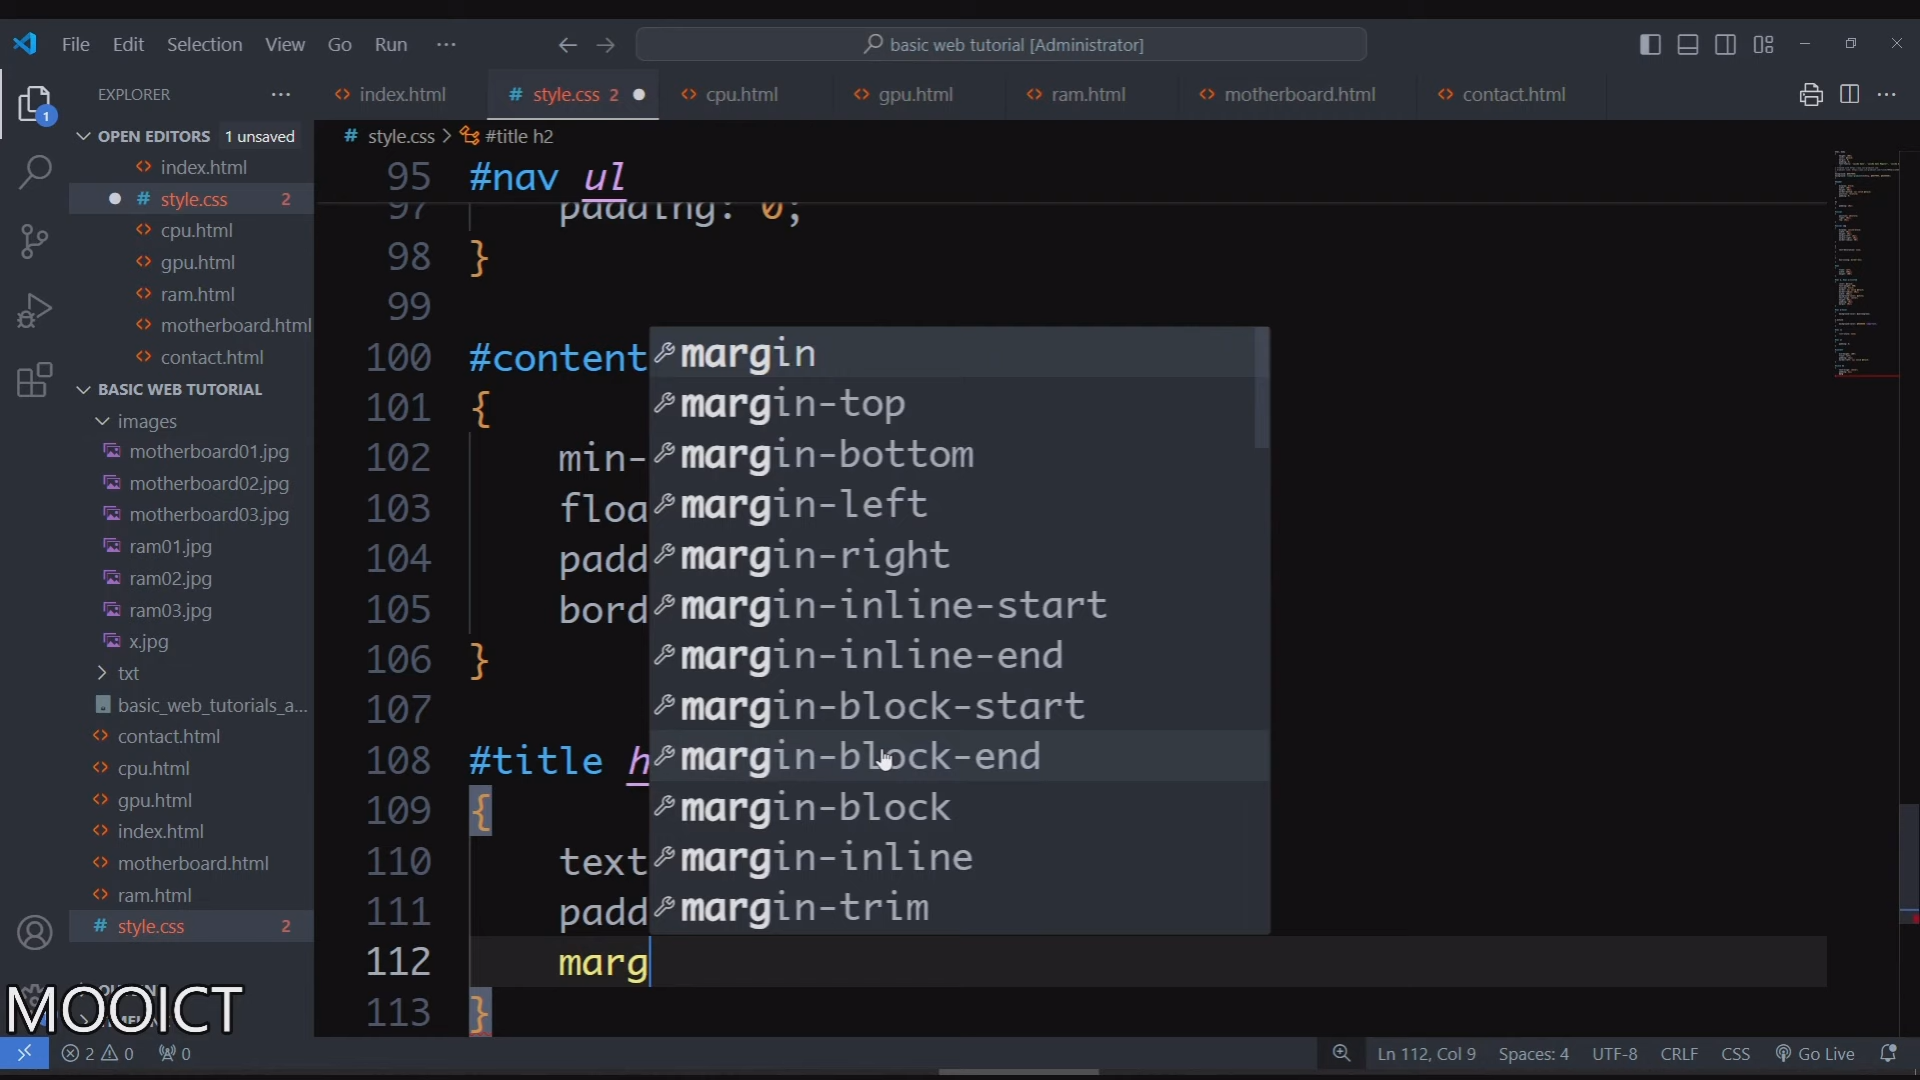 File Edit Selection View Go Run ···
basic web tutorial [Administrator]
EXPLORER ···
index.html
style.css 2
cpu.html
gpu.html
ram.html
motherboard.html
contact.html
OPEN EDITORS 1 unsaved
index.html
style.css 2
cpu.html
gpu.html
ram.html
motherboard.html
contact.html
BASIC WEB TUTORIAL
images
motherboard01.jpg
motherboard02.jpg
motherboard03.jpg
ram01.jpg
ram02.jpg
ram03.jpg
x.jpg
txt
basic_web_tutorials_a...
contact.html
cpu.html
gpu.html
index.html
motherboard.html
ram.html
style.css 2
# style.css > #title h2
95 #nav ul
97 padding: 0;
98 }
99
100 #content
101 {
102 min-
103 floa
104 padd
105 bord
106 }
107
108 #title h
109 {
110 text
111 padd
112 marg
113 }
margin
margin-top
margin-bottom
margin-left
margin-right
margin-inline-start
margin-inline-end
margin-block-start
margin-block-end
margin-block
margin-inline
margin-trim
1
MOOICT
2 0 0
Ln 112, Col 9 Spaces: 4 UTF-8 CRLF CSS Go Live